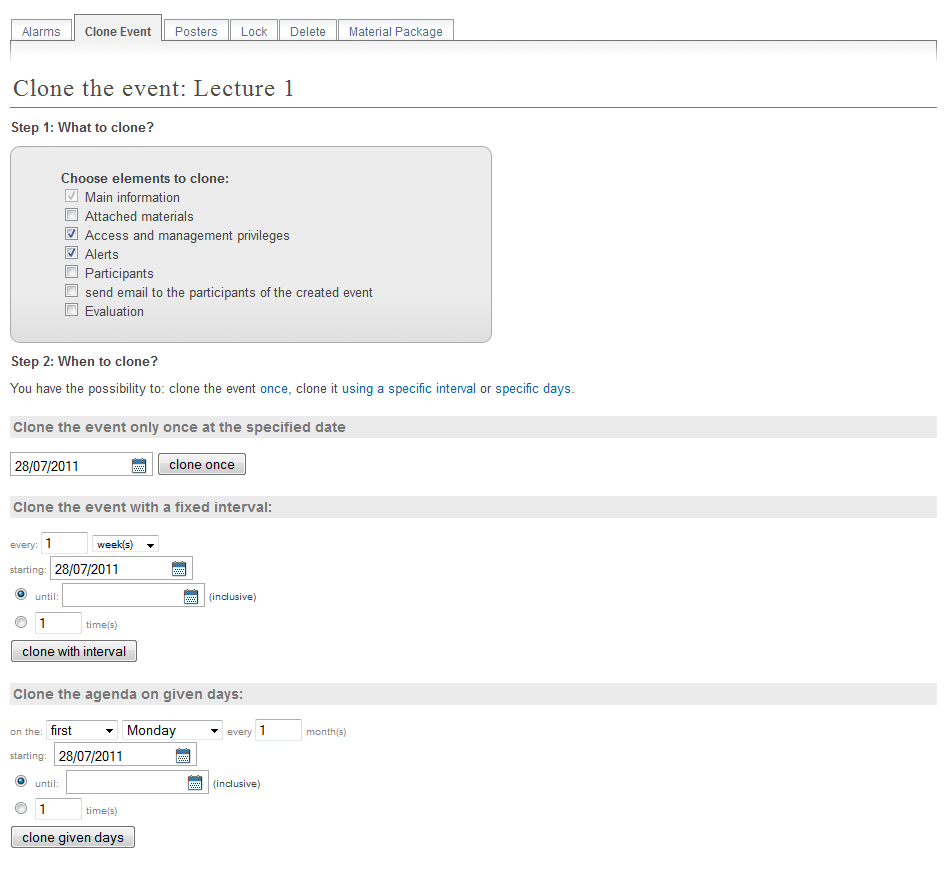 Alarms Clone Event Posters Lock Delete Material Package
Clone the event: Lecture 1
Step 1: What to clone?
Choose elements to clone:
Main information
Attached materials
Access and management privileges
Alerts
Participants
send email to the participants of the created event
Evaluation
Step 2: When to clone?
You have the possibility to: clone the event once, clone it using a specific interval or specific days.
Clone the event only once at the specified date
28/07/2011 clone once
Clone the event with a fixed interval:
every: 1 week(s)
starting: 28/07/2011
until: (inclusive)
1 time(s)
clone with interval
Clone the agenda on given days:
on the: first Monday every 1 month(s)
starting: 28/07/2011
until: (inclusive)
1 time(s)
clone given days